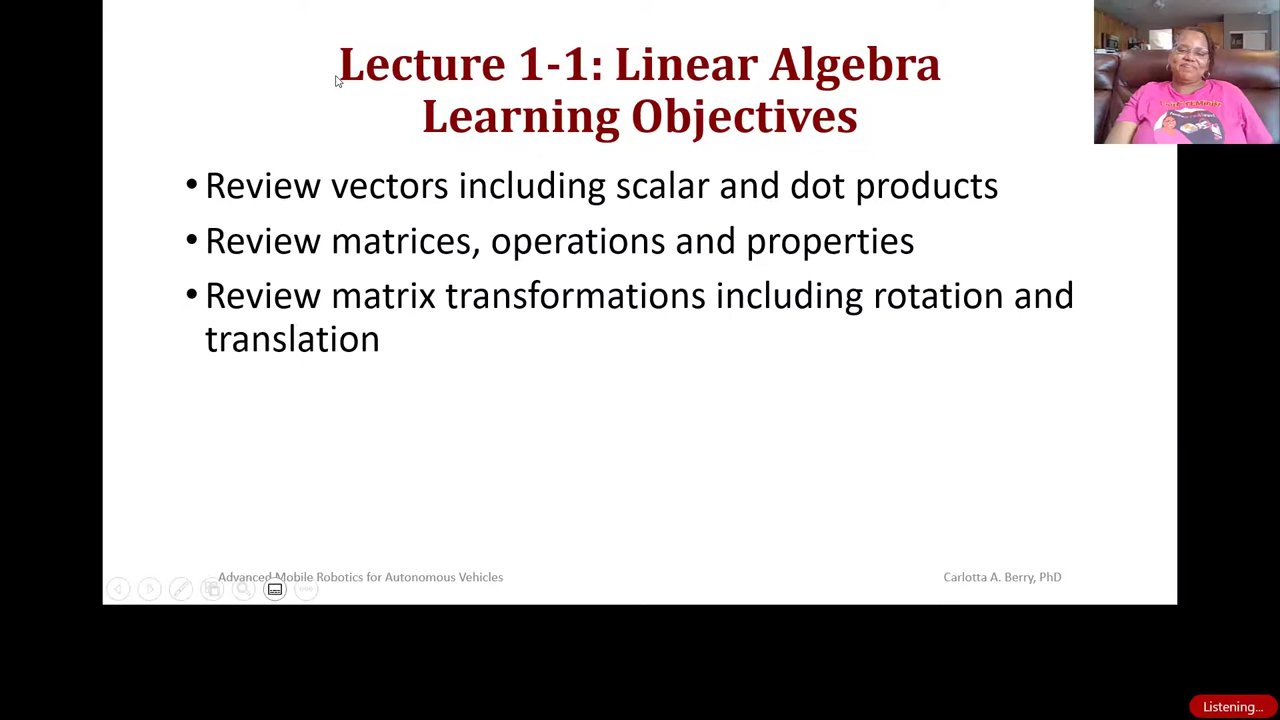 Lecture 1-1: Linear Algebra
Learning Objectives
• Review vectors including scalar and dot products
• Review matrices, operations and properties
• Review matrix transformations including rotation and
translation
Advanced Mobile Robotics for Autonomous Vehicles
Carlotta A. Berry, PhD
Listening...